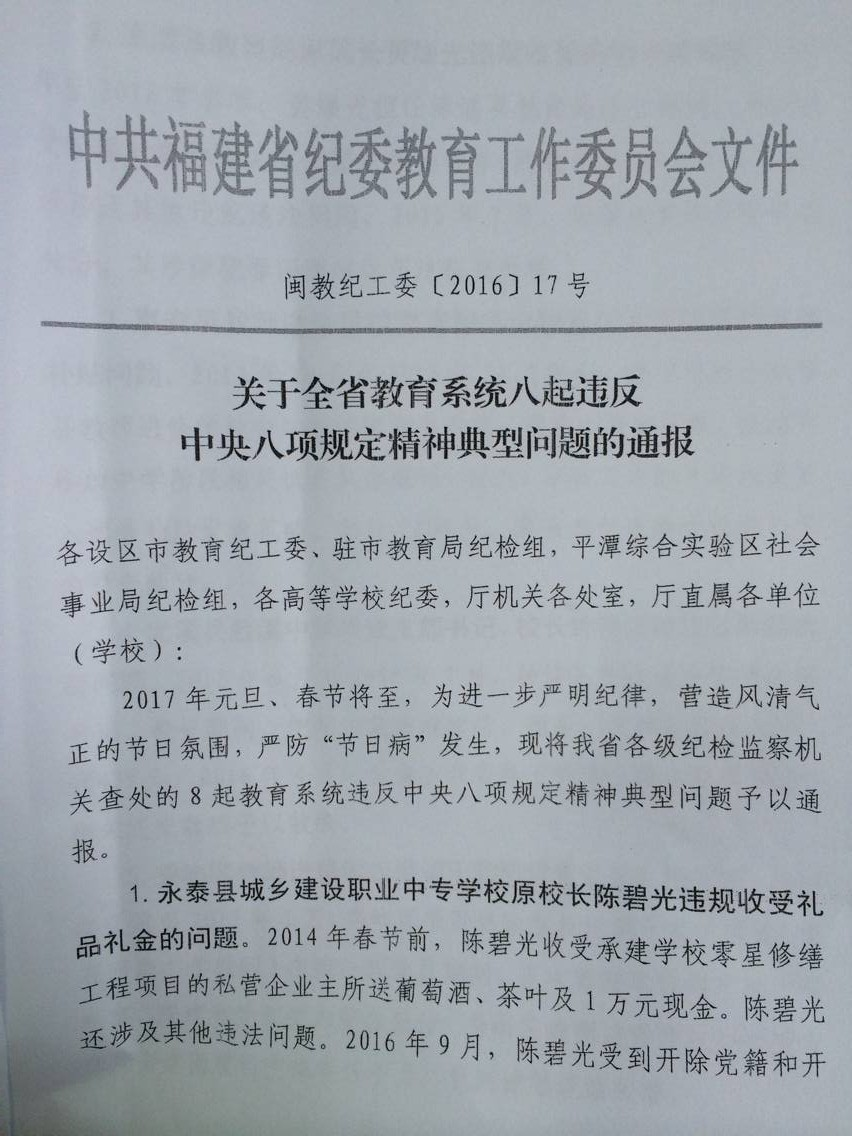 中共福建省纪委教育工作委员会文件
闽教纪工委〔2016〕17号
关于全省教育系统八起违反
中央八项规定精神典型问题的通报
各设区市教育纪工委、驻市教育局纪检组，平潭综合实验区社会
事业局纪检组，各高等学校纪委，厅机关各处室，厅直属各单位
（学校）：
2017年元旦、春节将至，为进一步严明纪律，营造风清气
正的节日氛围，严防“节日病”发生，现将我省各级纪检监察机
关查处的8起教育系统违反中央八项规定精神典型问题予以通
报。
1. 永泰县城乡建设职业中专学校原校长陈碧光违规收受礼
品礼金的问题。2014年春节前，陈碧光收受承建学校零星修缮
工程项目的私营企业主所送葡萄酒、茶叶及1万元现金。陈碧光
还涉及其他违法问题。2016年9月，陈碧光受到开除党籍和开